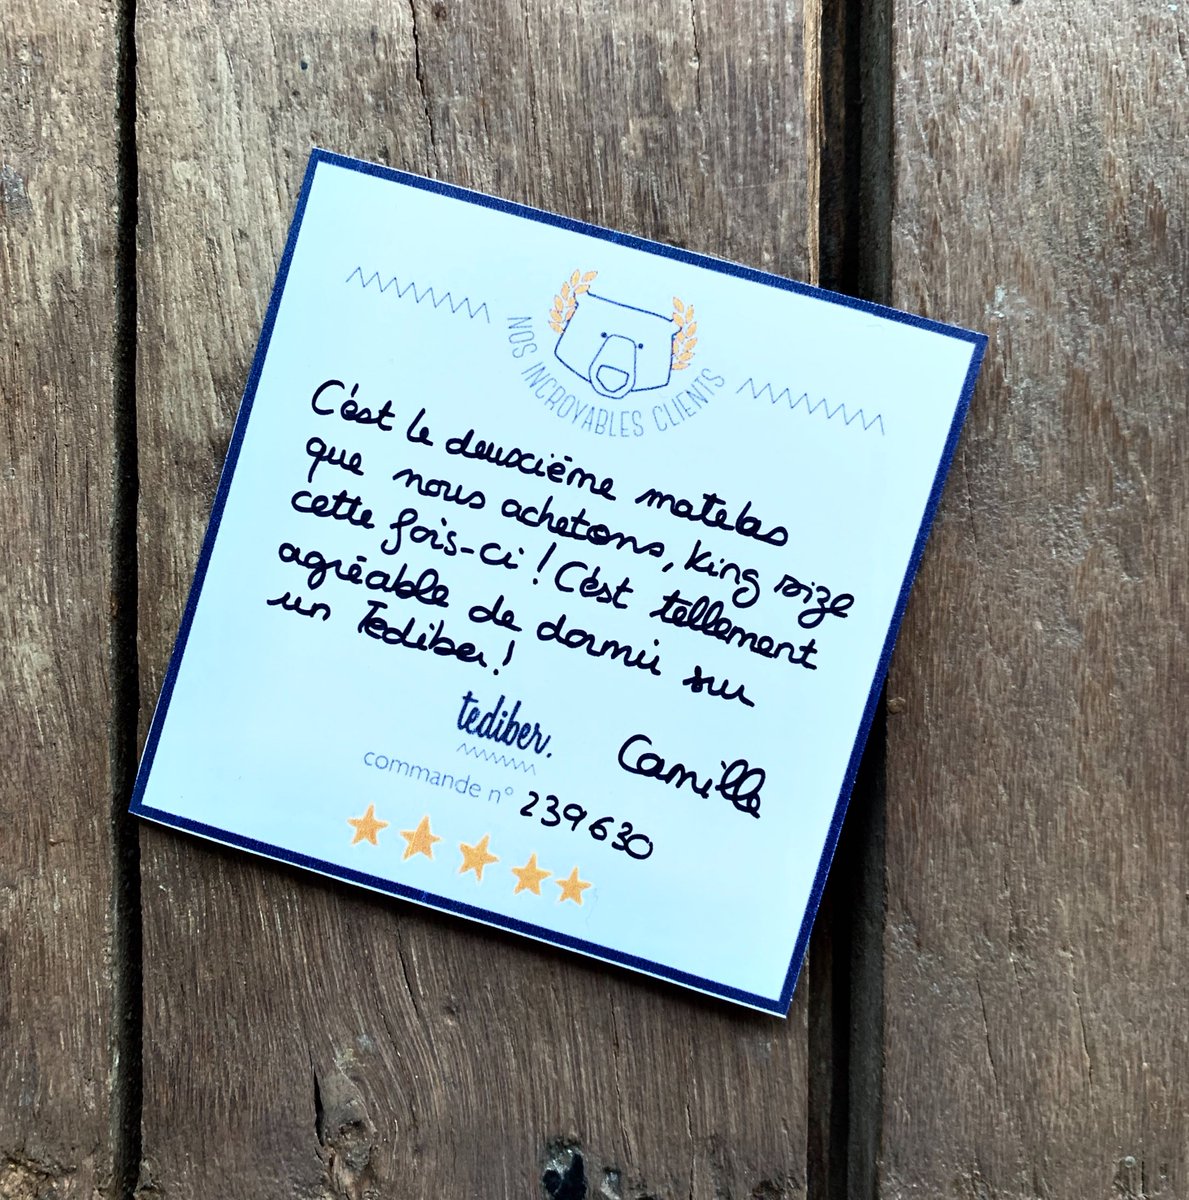 NOS INCROYABLES CLIENTS
C'est le deuxième matelas
que nous achetons, King size
cette fois-ci ! C'est tellement
agréable de dormir sur
un Tediber !
tediber.
Camille
commande n° 239630